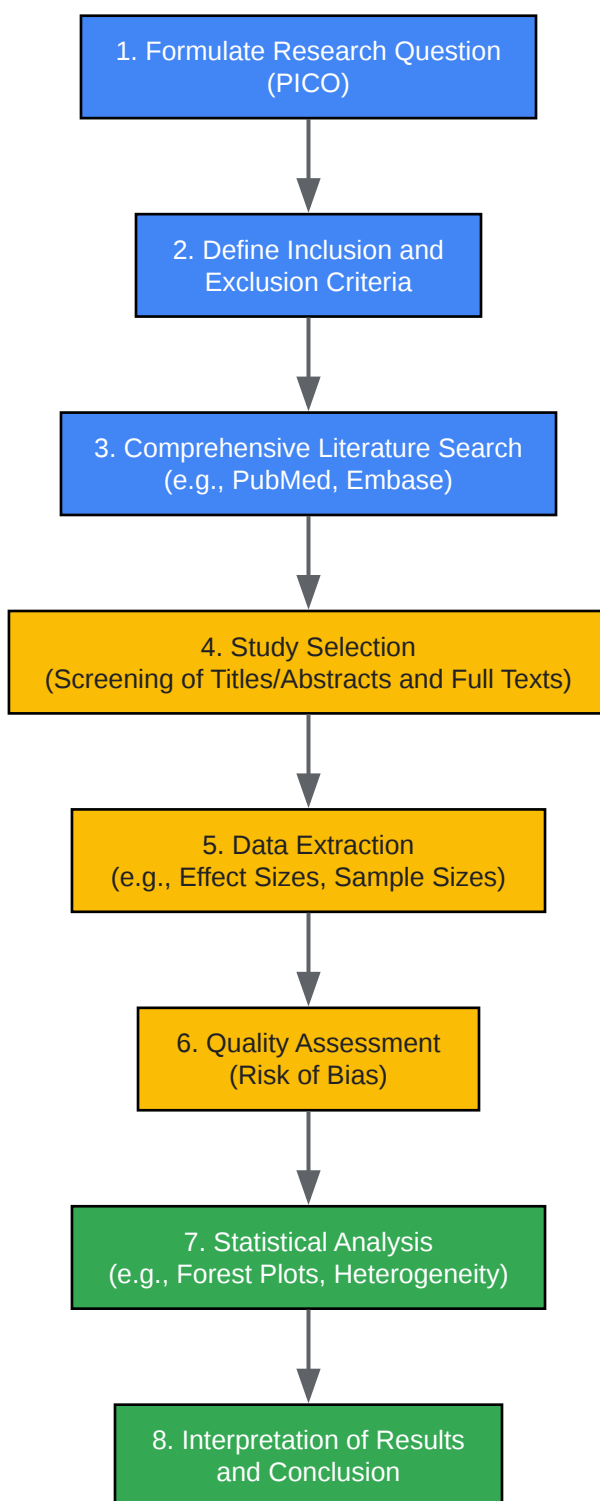 1. Formulate Research Question
(PICO)
2. Define Inclusion and
Exclusion Criteria
3. Comprehensive Literature Search
(e.g., PubMed, Embase)
4. Study Selection
(Screening of Titles/Abstracts and Full Texts)
5. Data Extraction
(e.g., Effect Sizes, Sample Sizes)
6. Quality Assessment
(Risk of Bias)
7. Statistical Analysis
(e.g., Forest Plots, Heterogeneity)
8. Interpretation of Results
and Conclusion